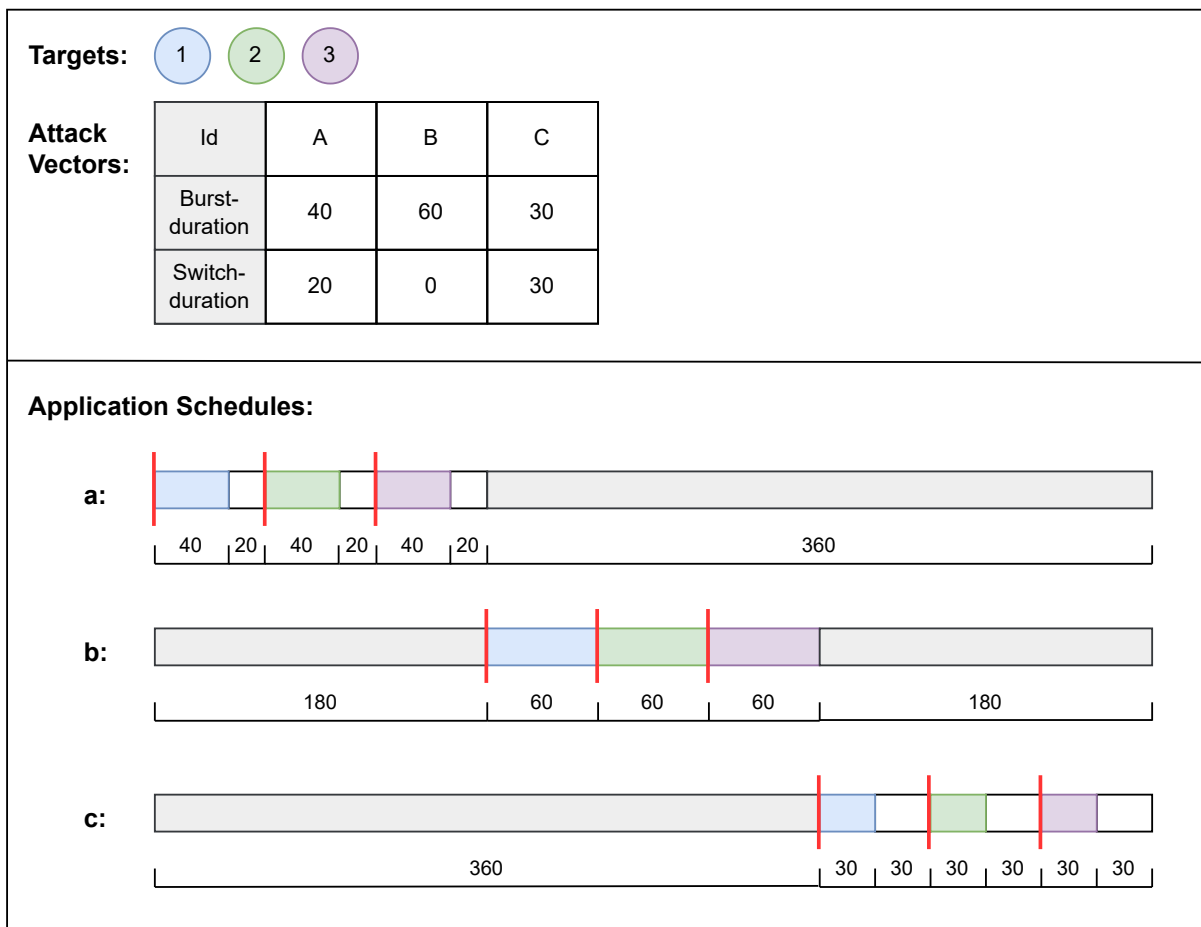 Targets: 1 2 3
Attack
Vectors:
Id A B C
Burst-
duration
40 60 30
Switch-
duration
20 0 30
Application Schedules:
a:
40 20 40 20 40 20 360
b:
180 60 60 60 180
c:
360 30 30 30 30 30 30